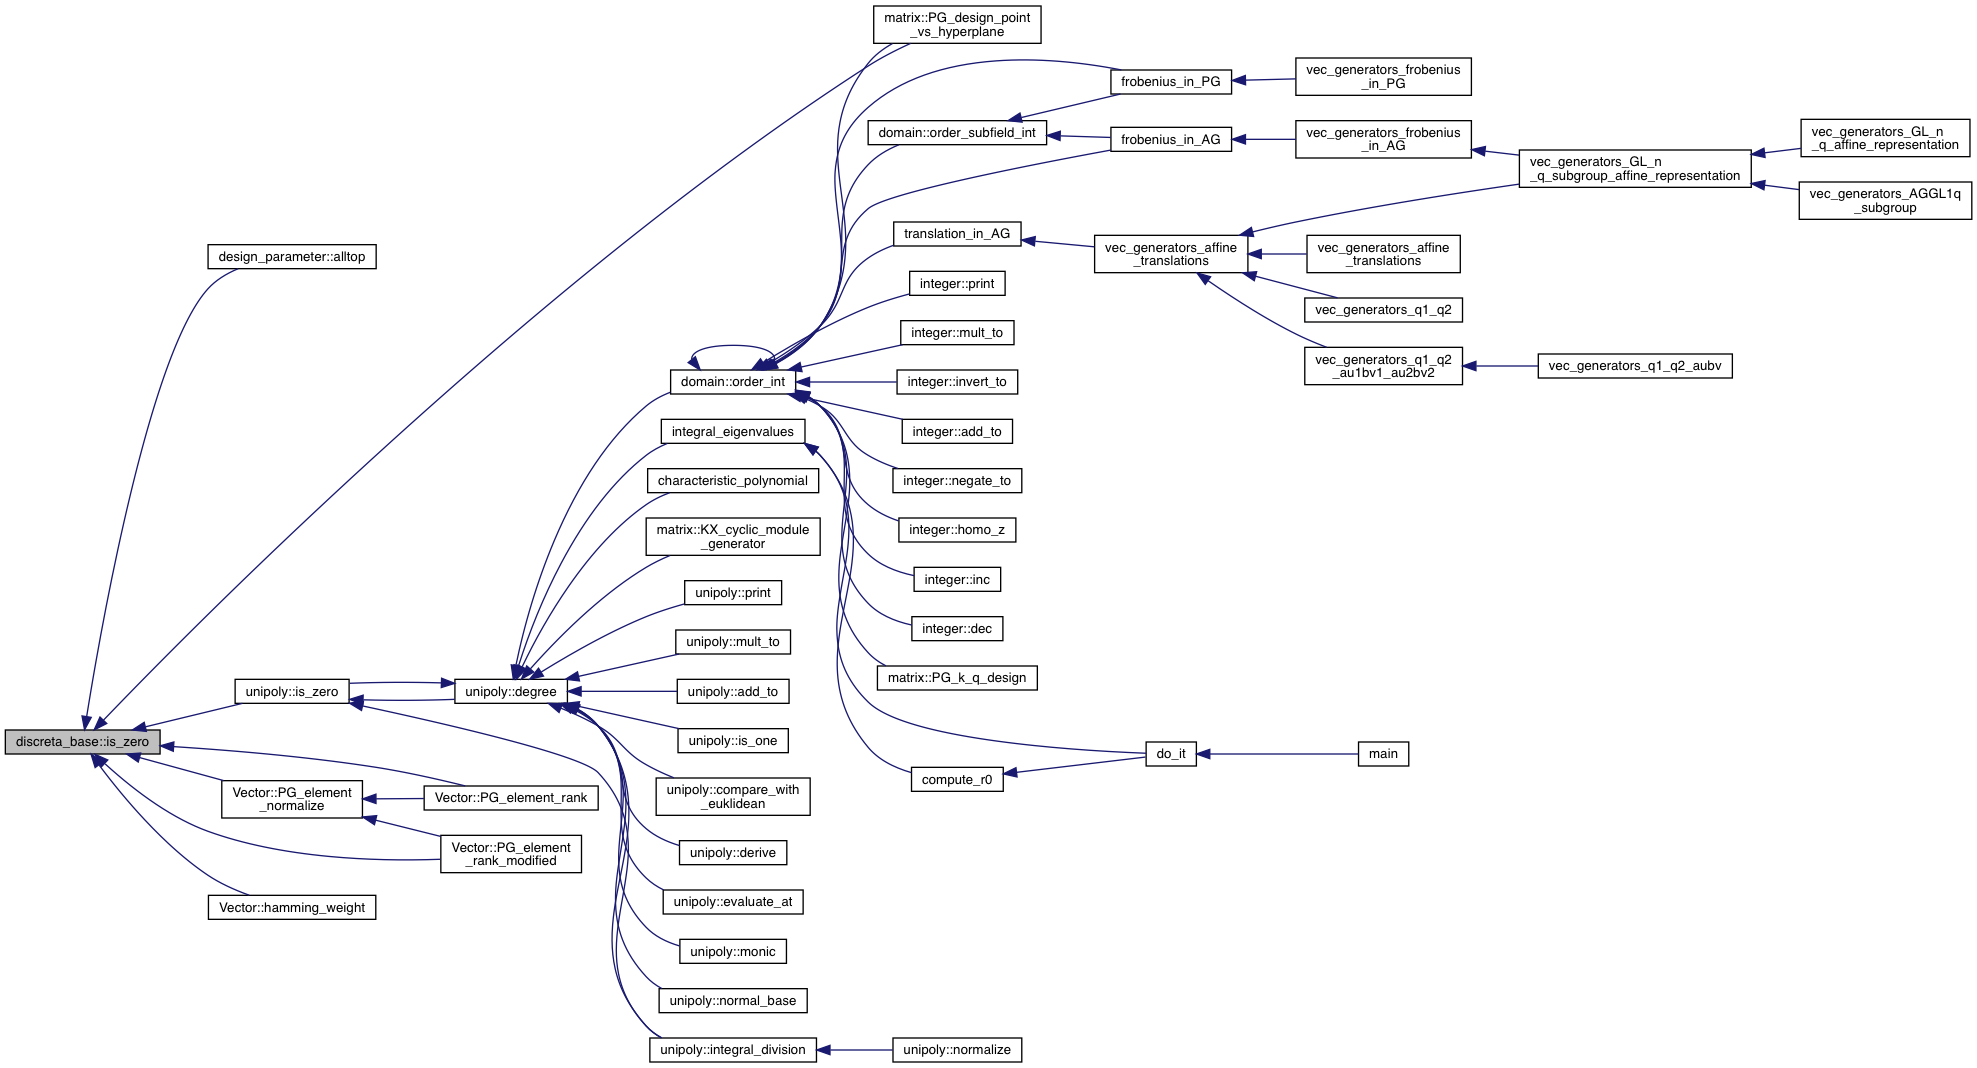 discreta_base::is_zero
design_parameter::alltop
unipoly::is_zero
Vector::PG_element
_normalize
Vector::hamming_weight
unipoly::degree
Vector::PG_element_rank
Vector::PG_element
_rank_modified
domain::order_int
integral_eigenvalues
characteristic_polynomial
matrix::KX_cyclic_module
_generator
unipoly::print
unipoly::mult_to
unipoly::add_to
unipoly::is_one
unipoly::compare_with
_euklidean
unipoly::derive
unipoly::evaluate_at
unipoly::monic
unipoly::normal_base
unipoly::integral_division
matrix::PG_design_point
_vs_hyperplane
domain::order_subfield_int
translation_in_AG
integer::print
integer::mult_to
integer::invert_to
integer::add_to
integer::negate_to
integer::homo_z
integer::inc
integer::dec
matrix::PG_k_q_design
compute_r0
unipoly::normalize
frobenius_in_PG
frobenius_in_AG
vec_generators_affine
_translations
do_it
vec_generators_frobenius
_in_PG
vec_generators_frobenius
_in_AG
vec_generators_affine
_translations
vec_generators_q1_q2
vec_generators_q1_q2
_au1bv1_au2bv2
main
vec_generators_GL_n
_q_subgroup_affine_representation
vec_generators_q1_q2_aubv
vec_generators_GL_n
_q_affine_representation
vec_generators_AGGL1q
_subgroup